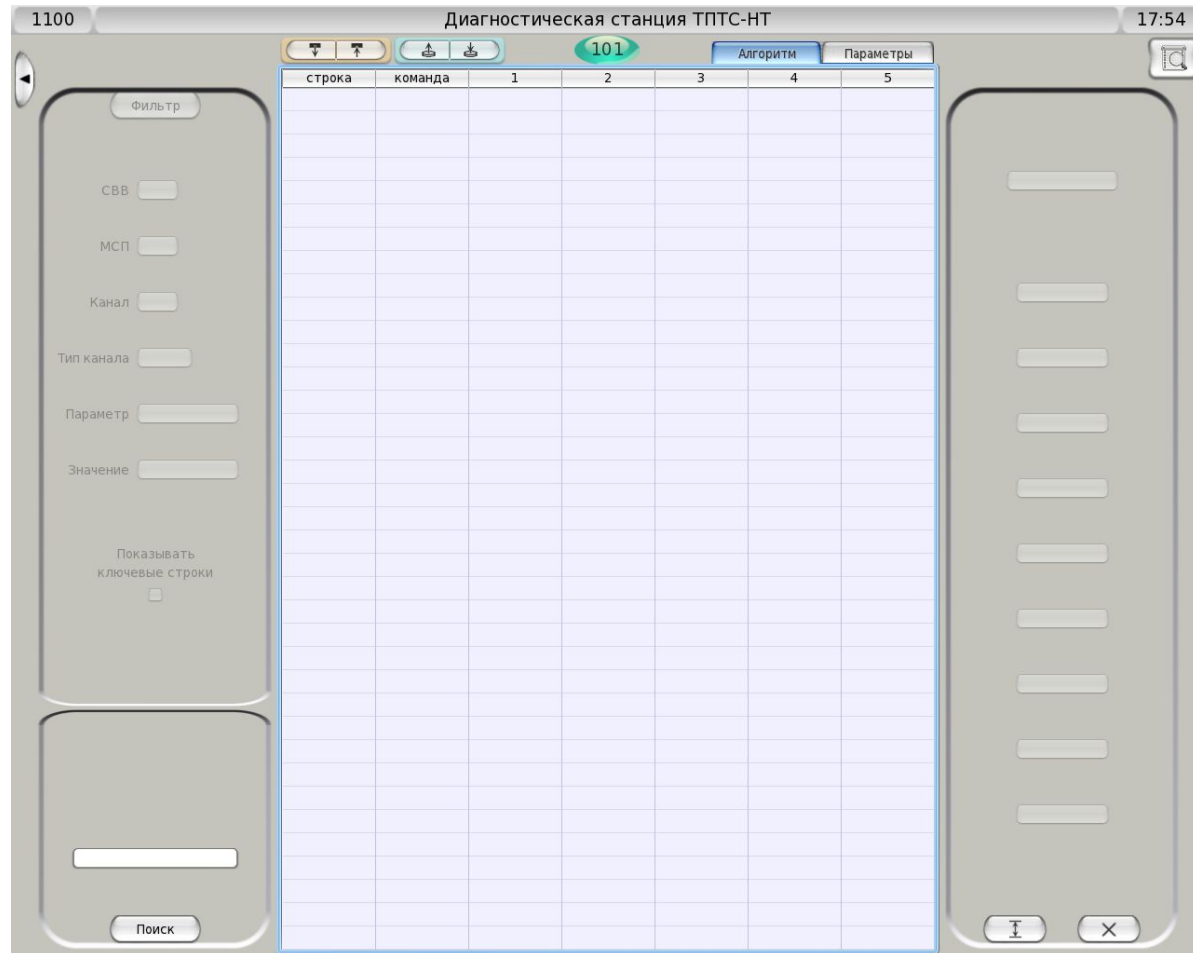 1100 Диагностическая станция ТПТС-НТ 17:54
101 Алгоритм Параметры
строка команда 1 2 3 4 5
Фильтр
СВВ
МСП
Канал
Тип канала
Параметр
Значение
Показывать
ключевые строки
Поиск